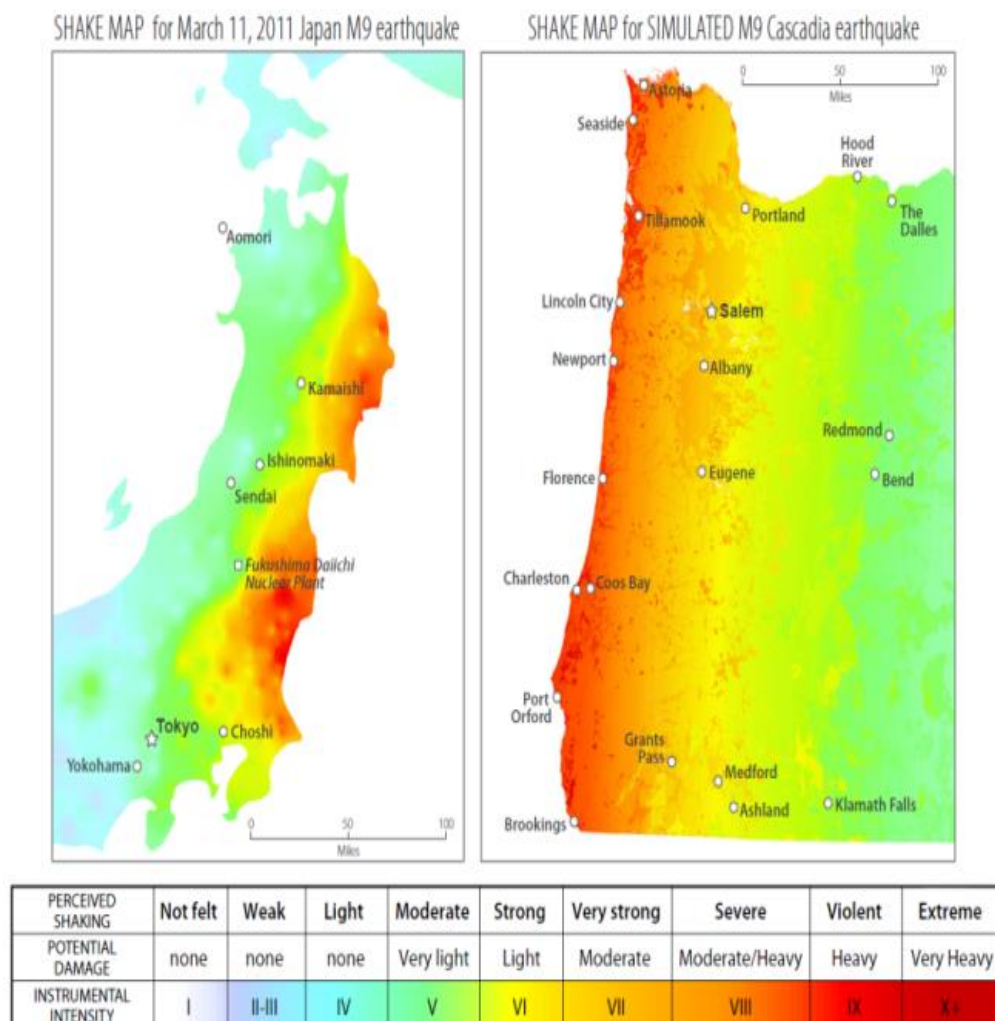 SHAKE MAP for March 11, 2011 Japan M9 earthquake
Aomori
Kamaishi
Ishinomaki
Sendai
Fukushima Daiichi
Nuclear Plant
Tokyo
Choshi
Yokohama
0 50 100
Miles
SHAKE MAP for SIMULATED M9 Cascadia earthquake
0 50 100
Miles
Astoria
Seaside
Hood
River
Tillamook
Portland
The
Dalles
Lincoln City
Salem
Newport
Albany
Redmond
Florence
Eugene
Bend
Charleston
Coos Bay
Port
Orford
Grants
Pass
Medford
Ashland
Klamath Falls
Brookings
PERCEIVED
SHAKING
Not felt Weak Light Moderate Strong Very strong Severe Violent Extreme
POTENTIAL
DAMAGE
none none none Very light Light Moderate Moderate/Heavy Heavy Very Heavy
INSTRUMENTAL
INTENSITY
I II-III IV V VI VII VIII IX X+